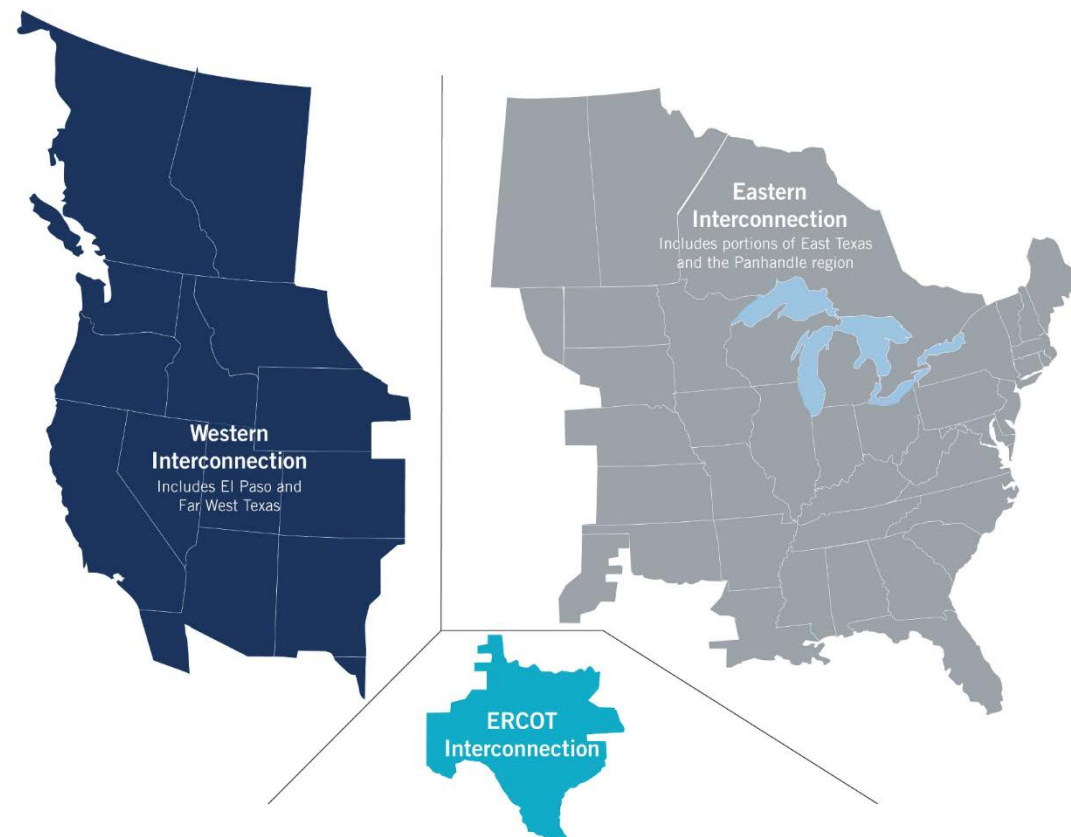 Eastern
Interconnection
Includes portions of East Texas
and the Panhandle region
Western
Interconnection
Includes El Paso and
Far West Texas
ERCOT
Interconnection